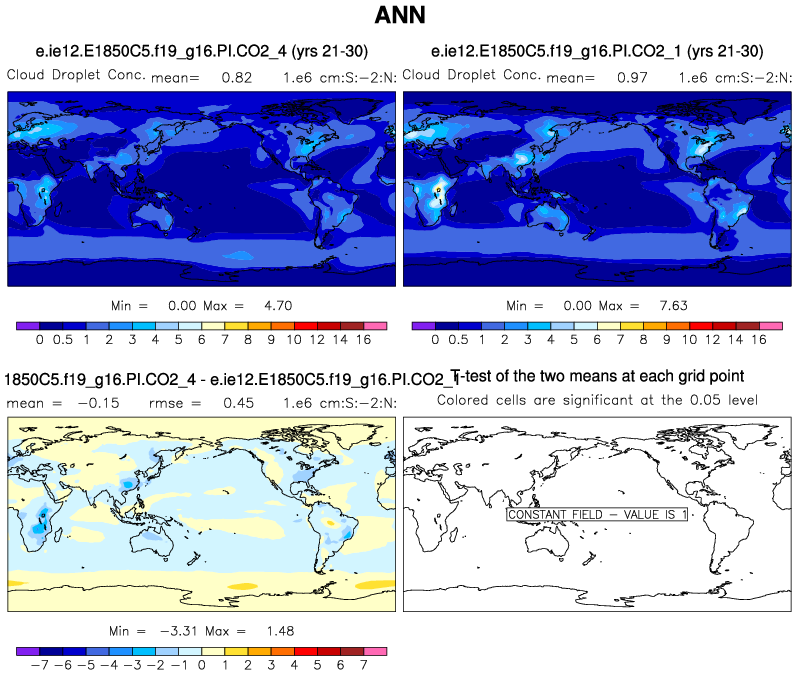 ANN
e.ie12.E1850C5.f19_g16.PI.CO2_4 (yrs 21-30)
Cloud Droplet Conc. mean= 0.82 1.e6 cm:S:-2:N:
Min = 0.00 Max = 4.70
0 0.5 1 2 3 4 5 6 7 8 9 10 12 14 16
e.ie12.E1850C5.f19_g16.PI.CO2_1 (yrs 21-30)
Cloud Droplet Conc. mean= 0.97 1.e6 cm:S:-2:N:
Min = 0.00 Max = 7.63
0 0.5 1 2 3 4 5 6 7 8 9 10 12 14 16
1850C5.f19_g16.PI.CO2_4 - e.ie12.E1850C5.f19_g16.PI.CO2_
mean = -0.15 rmse = 0.45 1.e6 cm:S:-2:N:
Min = -3.31 Max = 1.48
-7 -6 -5 -4 -3 -2 -1 0 1 2 3 4 5 6 7
T-test of the two means at each grid point
Colored cells are significant at the 0.05 level
CONSTANT FIELD - VALUE IS 1